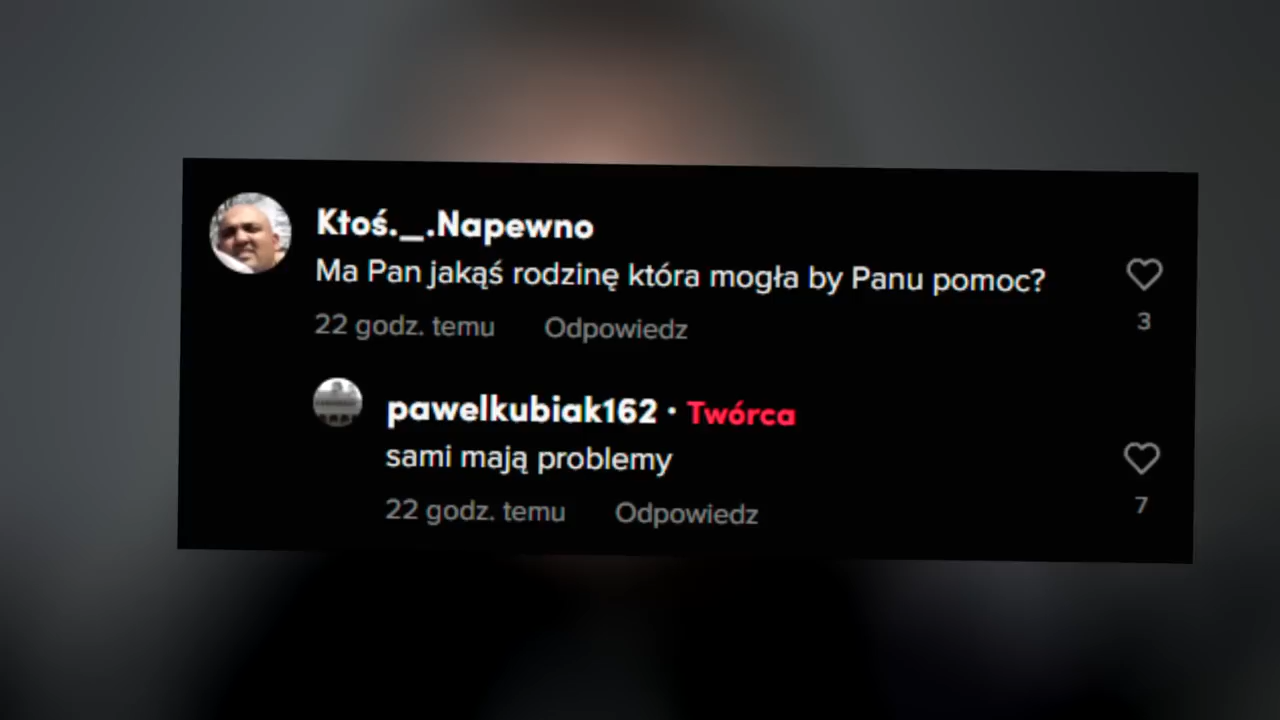 Ktoś._.Napewno
Ma Pan jakąś rodzinę która mogła by Panu pomoc?
22 godz. temu Odpowiedz
3
pawelkubiak162 · Twórca
sami mają problemy
22 godz. temu Odpowiedz
7